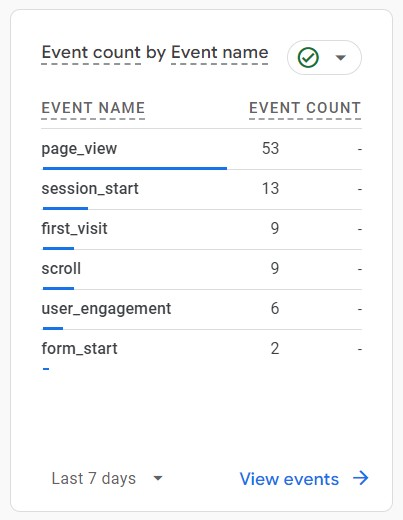 Event count by Event name
EVENT NAME EVENT COUNT
page_view 53 -
session_start 13 -
first_visit 9 -
scroll 9 -
user_engagement 6 -
form_start 2 -
Last 7 days View events